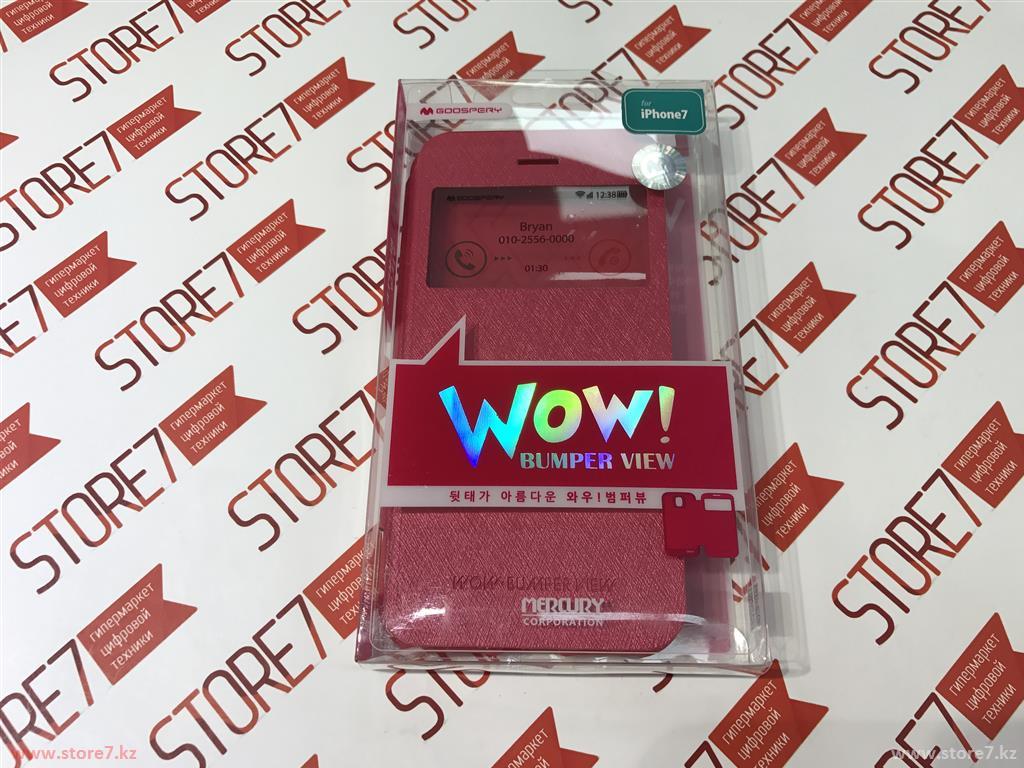 GOOSPERY
for
iPhone7
GOOSPERY
12:38
Bryan
010-2556-0000
01:30
WOW!
BUMPER VIEW
뒷태가 아름다운 와우!범퍼뷰
WOW BUMPER VIEW
MERCURY
CORPORATION
STORE7
гипермаркет
цифровой
техники
www.store7.kz
www.store7.kz